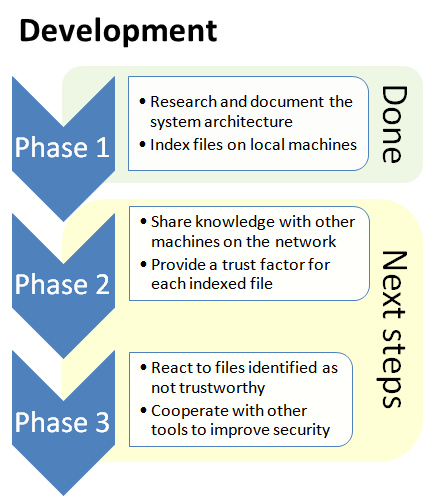 Development
Phase 1
• Research and document the
system architecture
• Index files on local machines
Done
Phase 2
• Share knowledge with other
machines on the network
• Provide a trust factor for
each indexed file
Phase 3
• React to files identified as
not trustworthy
• Cooperate with other
tools to improve security
Next steps